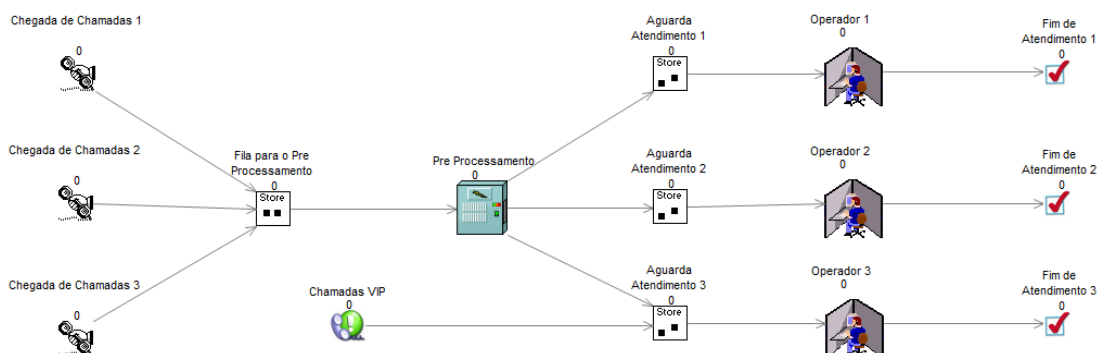 Chegada de Chamadas 1
0
Aguarda
Atendimento 1
0
Store
Operador 1
0
Fim de
Atendimento 1
0
Chegada de Chamadas 2
0
Fila para o Pre
Processamento
0
Store
Pre Processamento
0
Aguarda
Atendimento 2
0
Store
Operador 2
0
Fim de
Atendimento 2
0
Chegada de Chamadas 3
0
Chamadas VIP
0
Aguarda
Atendimento 3
0
Store
Operador 3
0
Fim de
Atendimento 3
0